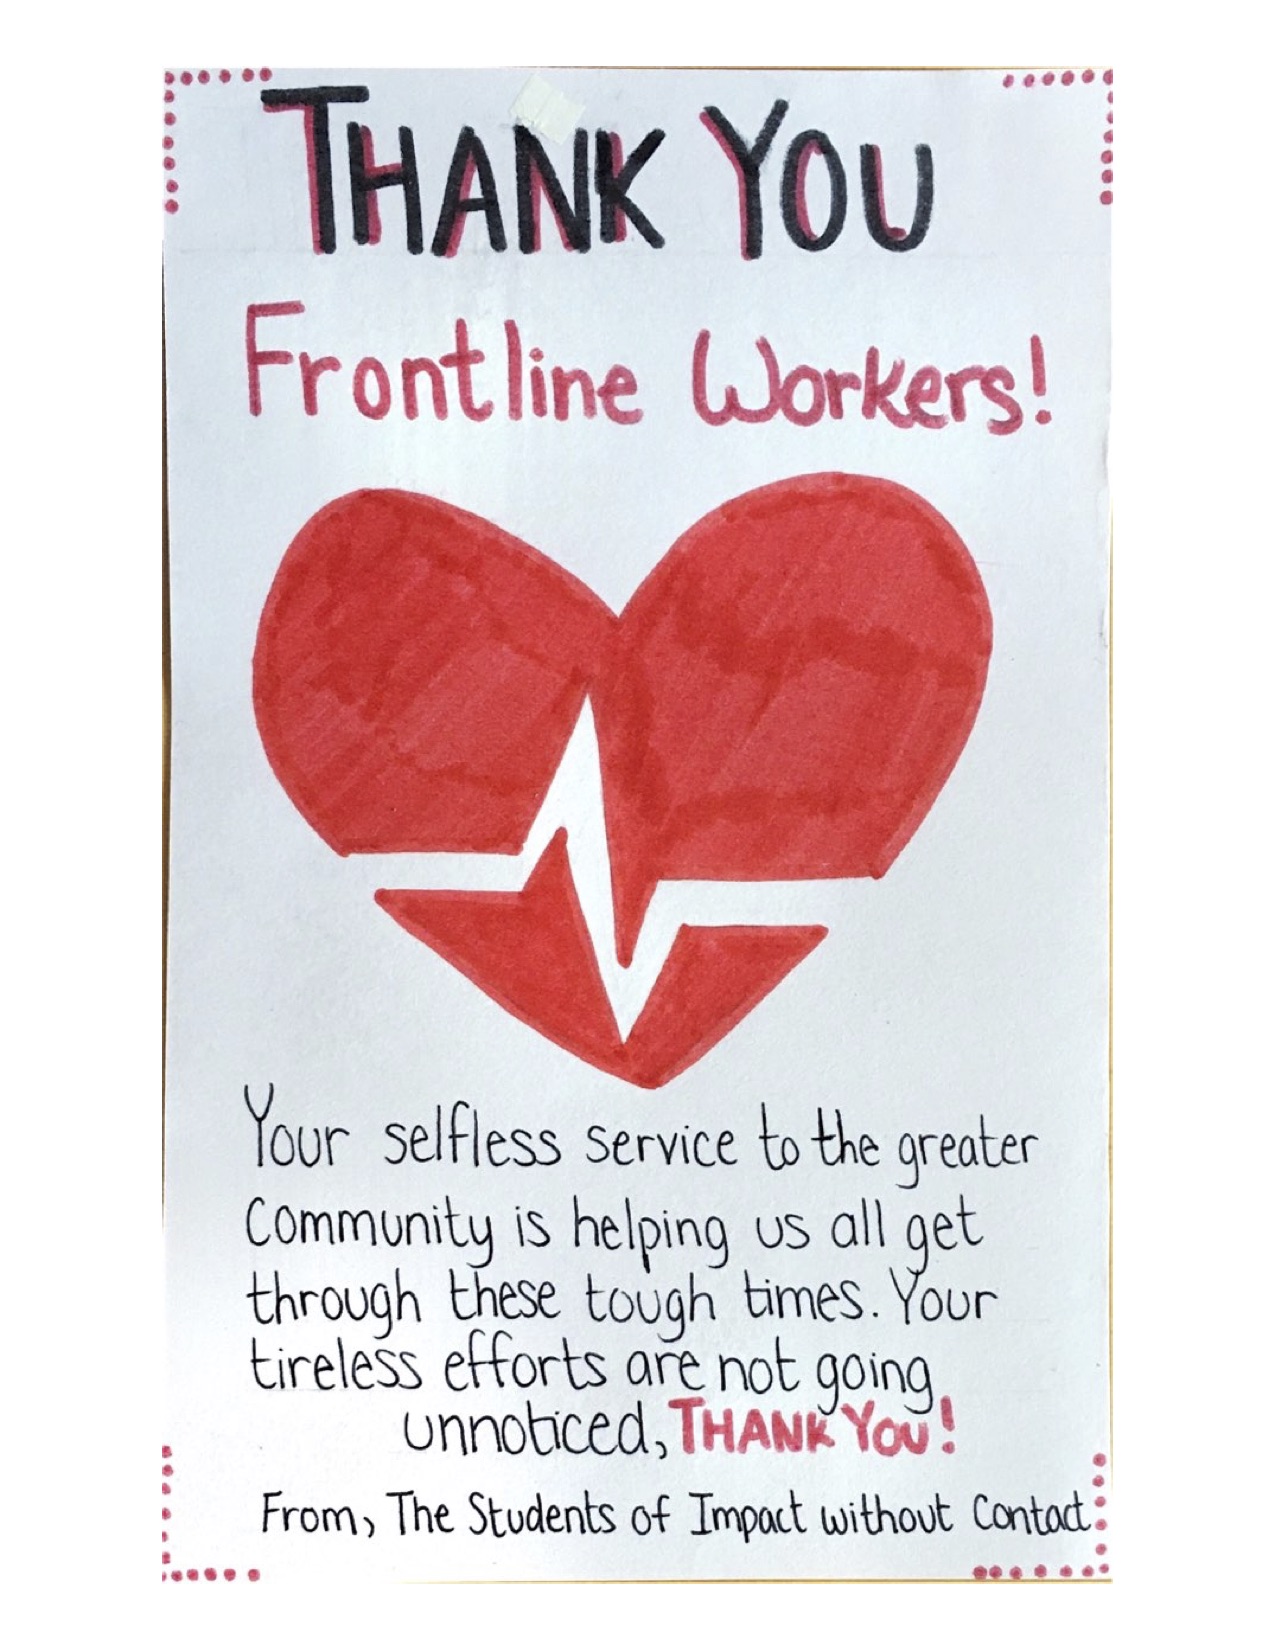 THANK YOU
Frontline Workers!
Your selfless service to the greater
Community is helping us all get
through these tough times. Your
tireless efforts are not going
unnoticed, THANK YOU!
From, The Students of Impact without Contact